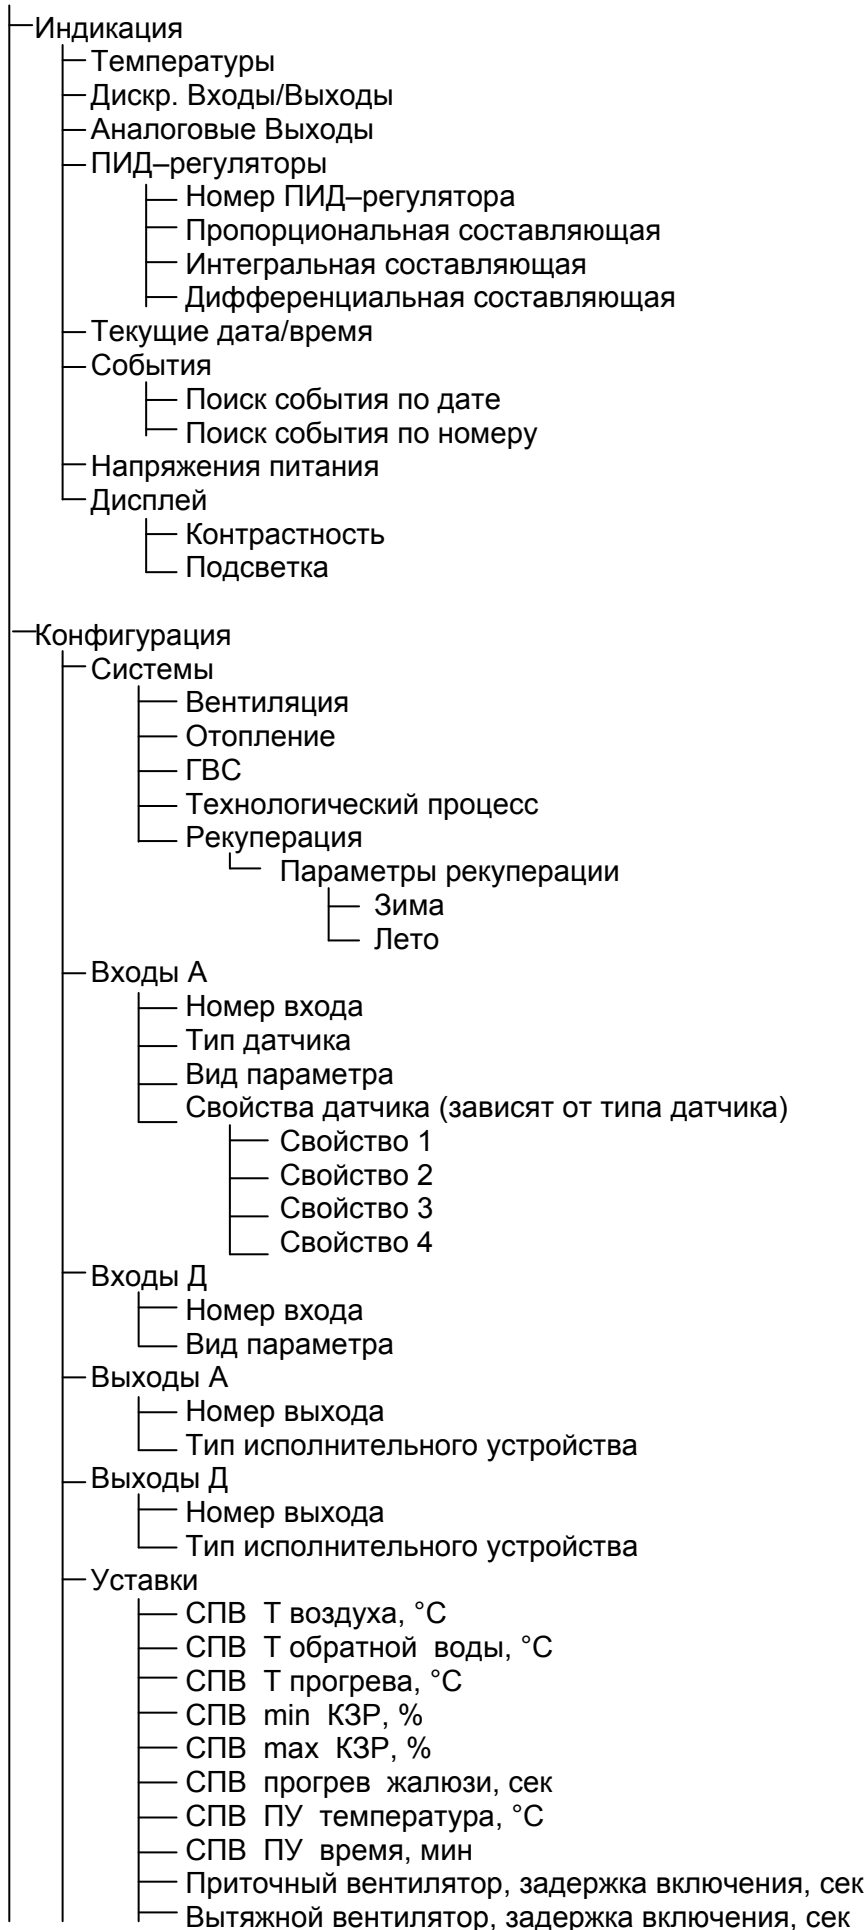 Индикация
Температуры
Дискр. Входы/Выходы
Аналоговые Выходы
ПИД–регуляторы
Номер ПИД–регулятора
Пропорциональная составляющая
Интегральная составляющая
Дифференциальная составляющая
Текущие дата/время
События
Поиск события по дате
Поиск события по номеру
Напряжения питания
Дисплей
Контрастность
Подсветка
Конфигурация
Системы
Вентиляция
Отопление
ГВС
Технологический процесс
Рекуперация
Параметры рекуперации
Зима
Лето
Входы А
Номер входа
Тип датчика
Вид параметра
Свойства датчика (зависят от типа датчика)
Свойство 1
Свойство 2
Свойство 3
Свойство 4
Входы Д
Номер входа
Вид параметра
Выходы А
Номер выхода
Тип исполнительного устройства
Выходы Д
Номер выхода
Тип исполнительного устройства
Уставки
СПВ Т воздуха, °С
СПВ Т обратной воды, °С
СПВ Т прогрева, °С
СПВ min КЗР, %
СПВ max КЗР, %
СПВ прогрев жалюзи, сек
СПВ ПУ температура, °С
СПВ ПУ время, мин
Приточный вентилятор, задержка включения, сек
Вытяжной вентилятор, задержка включения, сек